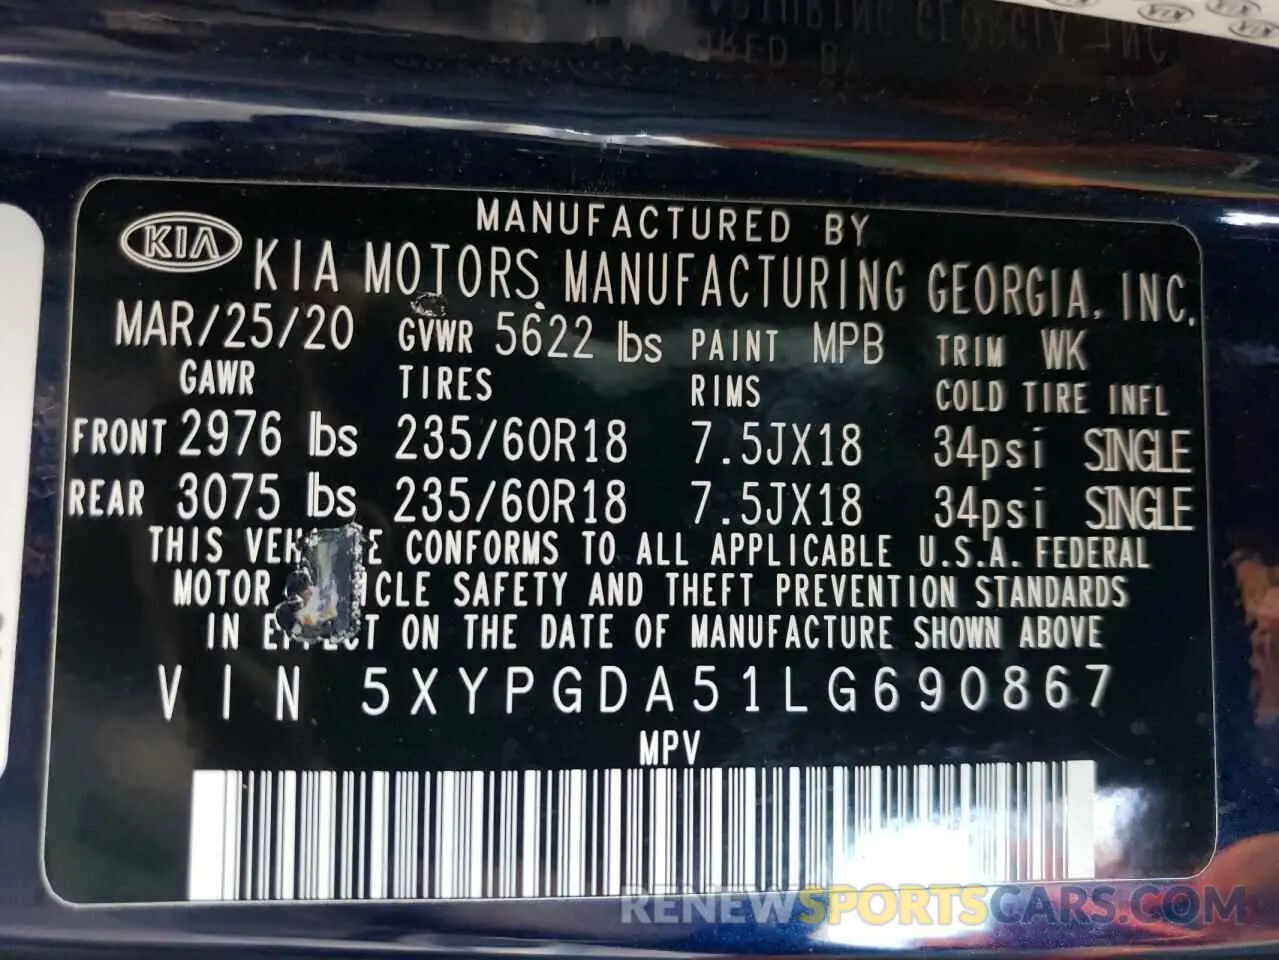 MANUFACTURED BY
KIA KIA MOTORS MANUFACTURING GEORGIA, INC.
MAR/25/20 GVWR 5622 lbs PAINT MPB TRIM WK
GAWR TIRES RIMS COLD TIRE INFL
FRONT 2976 lbs 235/60R18 7.5JX18 34psi SINGLE
REAR 3075 lbs 235/60R18 7.5JX18 34psi SINGLE
THIS CONFORMS TO ALL APPLICABLE U.S.A. FEDERAL
MOTOR SAFETY AND THEFT PREVENTION STANDARDS
IN ON THE DATE OF MANUFACTURE SHOWN ABOVE
VIN 5XYPGDA51LG690867
MPV
RENEWSPORTSCARS.COM